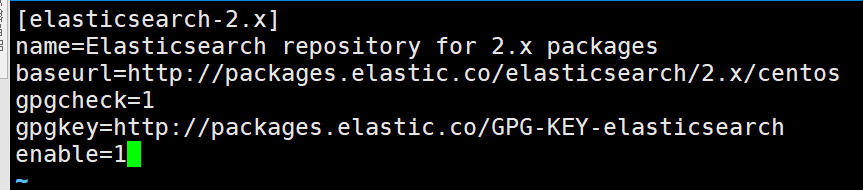 [elasticsearch-2.x]
name=Elasticsearch repository for 2.x packages
baseurl=http://packages.elastic.co/elasticsearch/2.x/centos
gpgcheck=1
gpgkey=http://packages.elastic.co/GPG-KEY-elasticsearch
enable=1
~